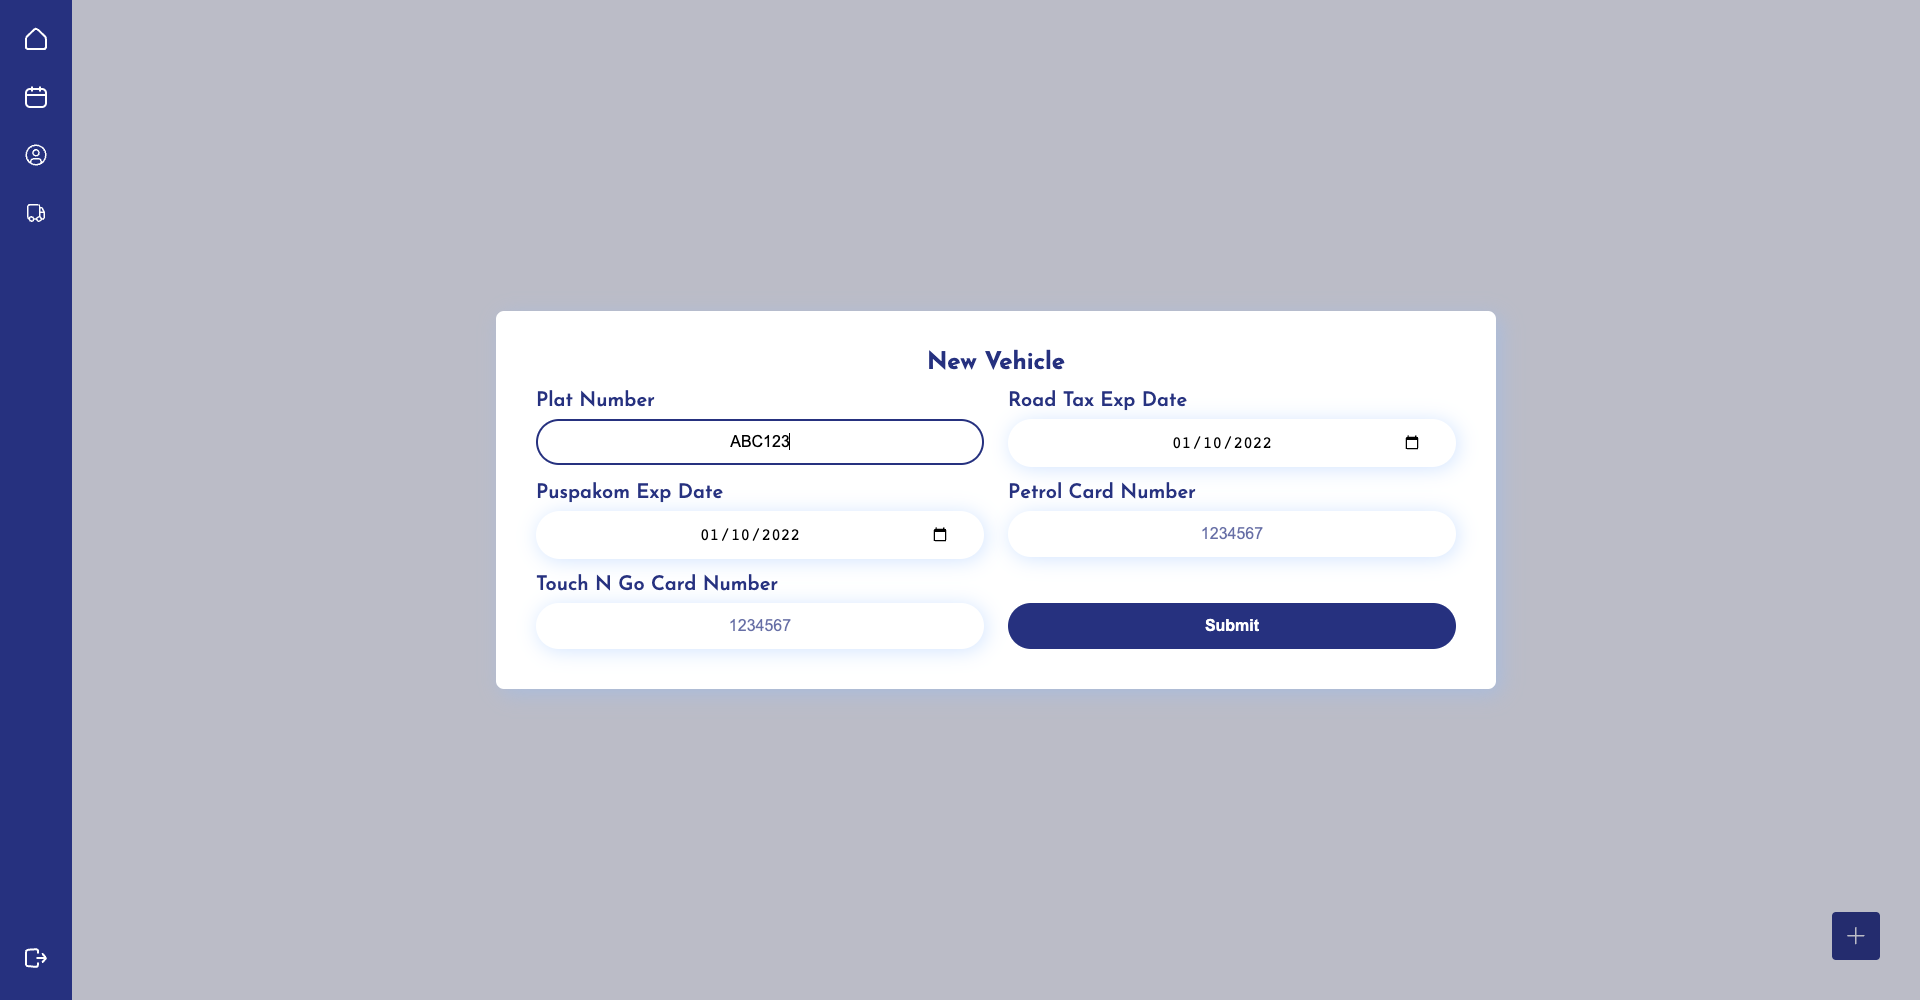 New Vehicle
Plat Number
ABC123
Road Tax Exp Date
01/10/2022
Puspakom Exp Date
01/10/2022
Petrol Card Number
1234567
Touch N Go Card Number
1234567
Submit